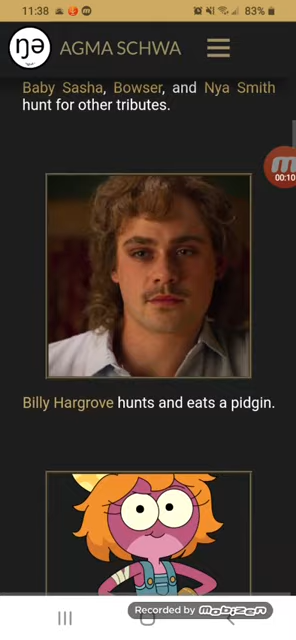 11:38
83%
ŋə
AGMA SCHWA
Baby Sasha, Bowser, and Nya Smith
hunt for other tributes.
00:10
Billy Hargrove hunts and eats a pidgin.
Recorded by mobizen